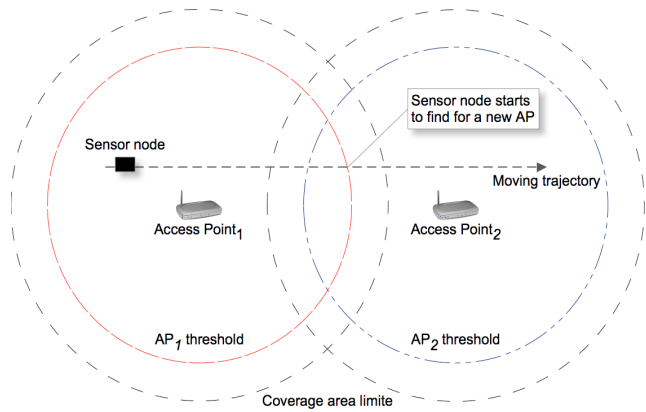 Sensor node starts
to find for a new AP
Sensor node
Moving trajectory
Access Point1
Access Point2
AP1 threshold
AP2 threshold
Coverage area limite